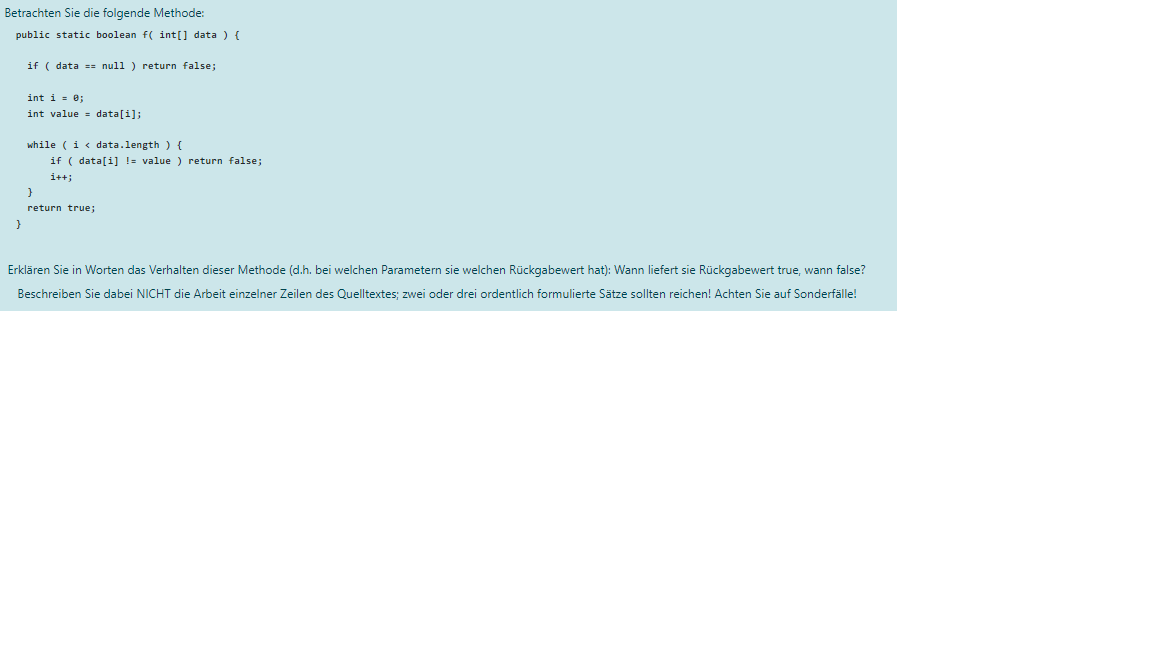 Betrachten Sie die folgende Methode:
public static boolean f( int[] data ) {
if ( data == null ) return false;
int i = 0;
int value = data[i];
while ( i < data.length ) {
if ( data[i] != value ) return false;
i++;
}
return true;
}
Erklären Sie in Worten das Verhalten dieser Methode (d.h. bei welchen Parametern sie welchen Rückgabewert hat): Wann liefert sie Rückgabewert true, wann false?
Beschreiben Sie dabei NICHT die Arbeit einzelner Zeilen des Quelltextes; zwei oder drei ordentlich formulierte Sätze sollten reichen! Achten Sie auf Sonderfälle!